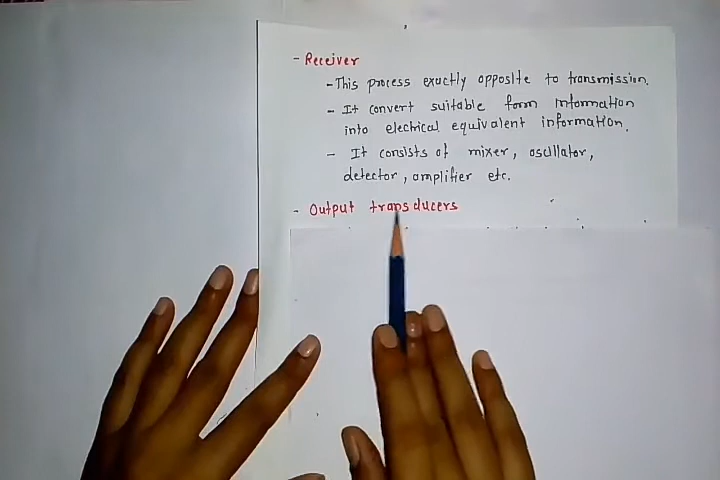 - Receiver
- This process exactly opposite to transmission.
- It convert suitable form information
into electrical equivalent information.
- It consists of mixer, oscillator,
detector, amplifier etc.
- Output transducers